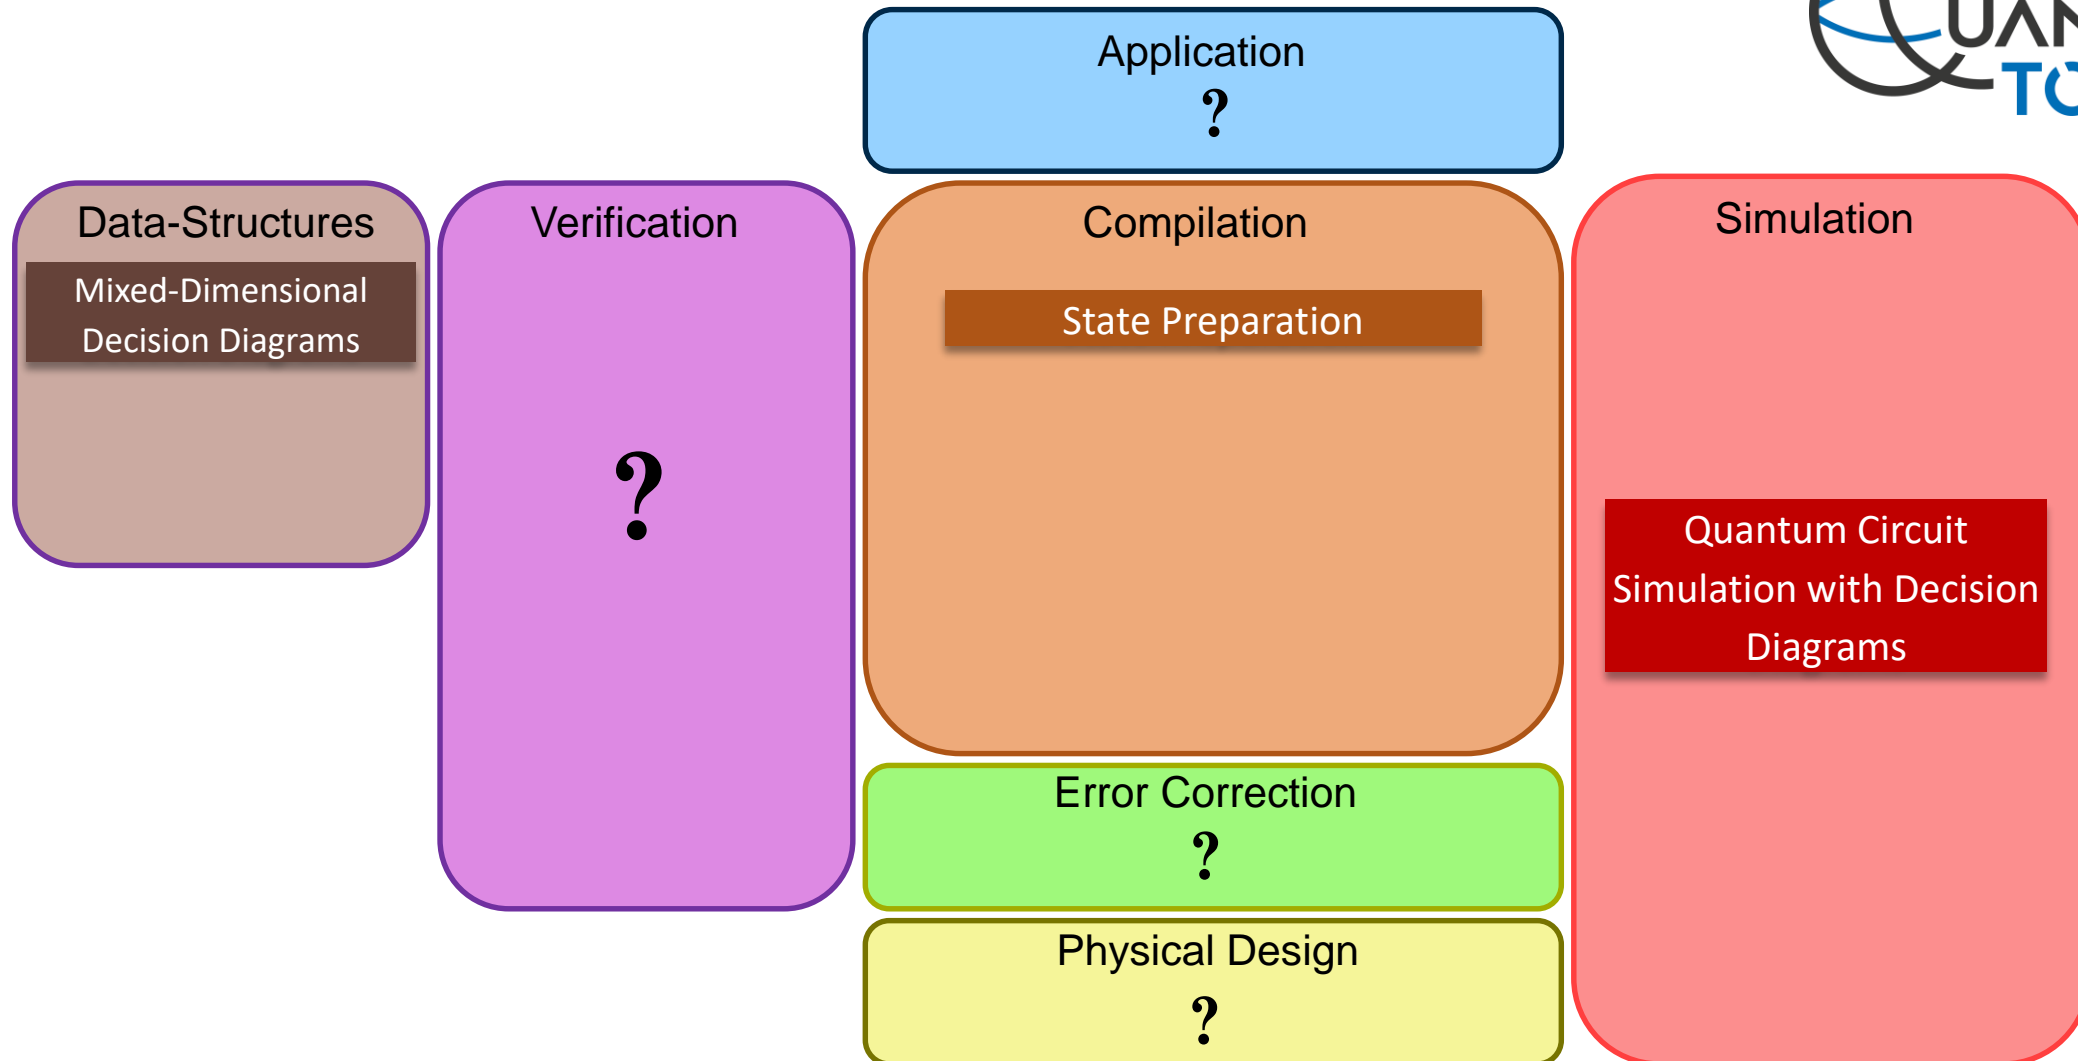 Application
?
Data-Structures
Mixed-Dimensional
Decision Diagrams
Verification
?
Compilation
State Preparation
Error Correction
?
Physical Design
?
Simulation
Quantum Circuit
Simulation with Decision
Diagrams